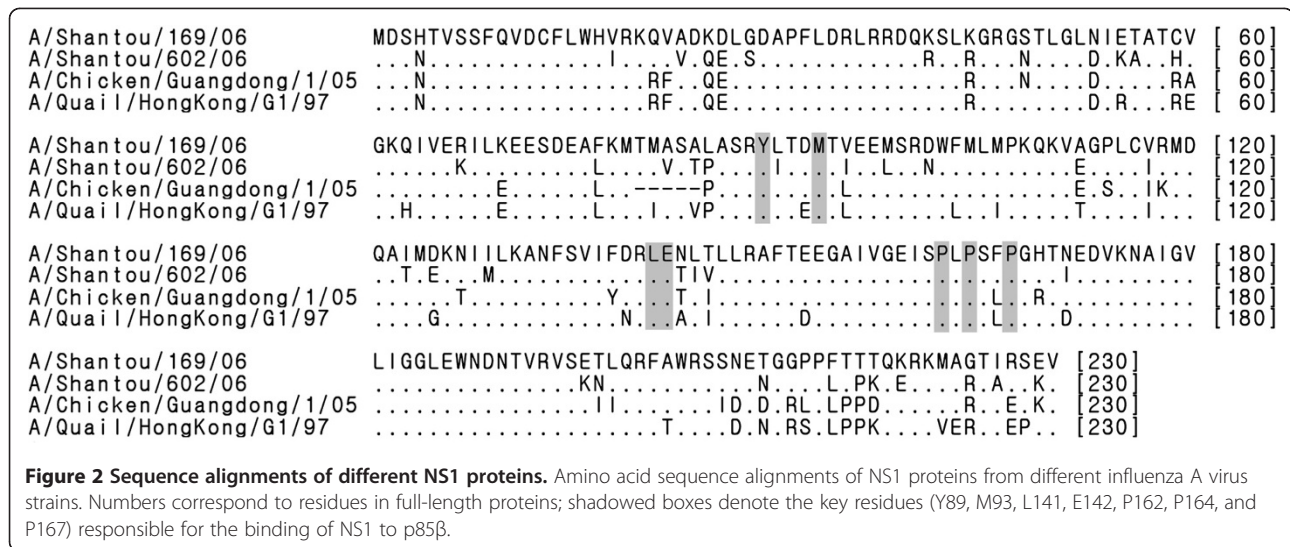 A/Shantou/169/06 MDSHTVSSFQVDCFLWHVRKQVADKDLGDAPFLDRLRRDQKSLKGRGSTLGLNIETATCV [ 60]
A/Shantou/602/06 ...N.............I....V.QE.S............R..R...N....D.KA..H. [ 60]
A/Chicken/Guangdong/1/05 ...N................RF..QE.................R...N....D.....RA [ 60]
A/Quail/HongKong/G1/97 ...N................RF..QE.................R........D.R...RE [ 60]
GKQIVERILKEESDEAFKMTMASALASRYLTDMTVEEMSRDWFMLMPKQKVAGPLCVRMD [120]
A/Shantou/169/06
A/Shantou/602/06 ......R.........L....V.TP....I....I..M..N..........E....I... [120]
A/Chicken/Guangdong/1/05 .........E......L..-----P.........L................E.S..IK.. [120]
A/Quail/HongKong/G1/97 ..H......E......L...I..VP......E..L.......L..I.....T....I... [120]
A/Shantou/169/06 QAIMDKNIILKANFSVIFDRLENLTLLRAFTEEGAIVGEISPLPSFPGHTNEDVKNAIGV [180]
A/Shantou/602/06 ..T.E...M.............TIV.........................I......... [180]
A/Chicken/Guangdong/1/05 ......T..........Y....T.I....................L..R........... [180]
A/Quail/HongKong/G1/97 ....G.............N...A.I......D.............L....D........ [180]
A/Shantou/169/06 LIGGLEWNDNTVRVSETLQRFAWRSSNETGGPPFTTTQKRKMAGTIRSEV [230]
A/Shantou/602/06 ...............KN...........N....L.PK.E....R.A..K. [230]
A/Chicken/Guangdong/1/05 ................II.......ID.D.RL.LPPD......R..E.K. [230]
A/Quail/HongKong/G1/97 .....................T....D.N.RS.LPPK....VER..EP.. [230]
Figure 2 Sequence alignments of different NS1 proteins. Amino acid sequence alignments of NS1 proteins from different influenza A virus
strains. Numbers correspond to residues in full-length proteins; shadowed boxes denote the key residues (Y89, M93, L141, E142, P162, P164, and
P167) responsible for the binding of NS1 to p85β.